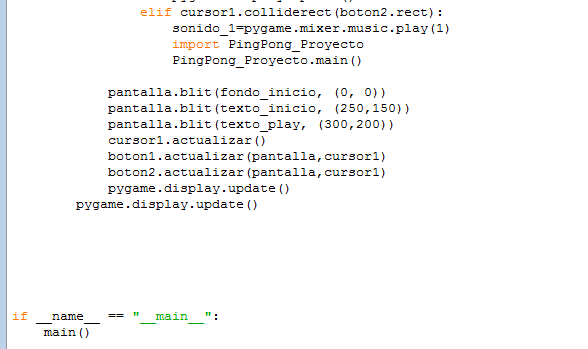 elif cursor1.colliderect(boton2.rect):
sonido_1=pygame.mixer.music.play(1)
import PingPong_Proyecto
PingPong_Proyecto.main()
pantalla.blit(fondo_inicio, (0, 0))
pantalla.blit(texto_inicio, (250,150))
pantalla.blit(texto_play, (300,200))
cursor1.actualizar()
boton1.actualizar(pantalla,cursor1)
boton2.actualizar(pantalla,cursor1)
pygame.display.update()
pygame.display.update()
if __name__ == "__main__":
main()